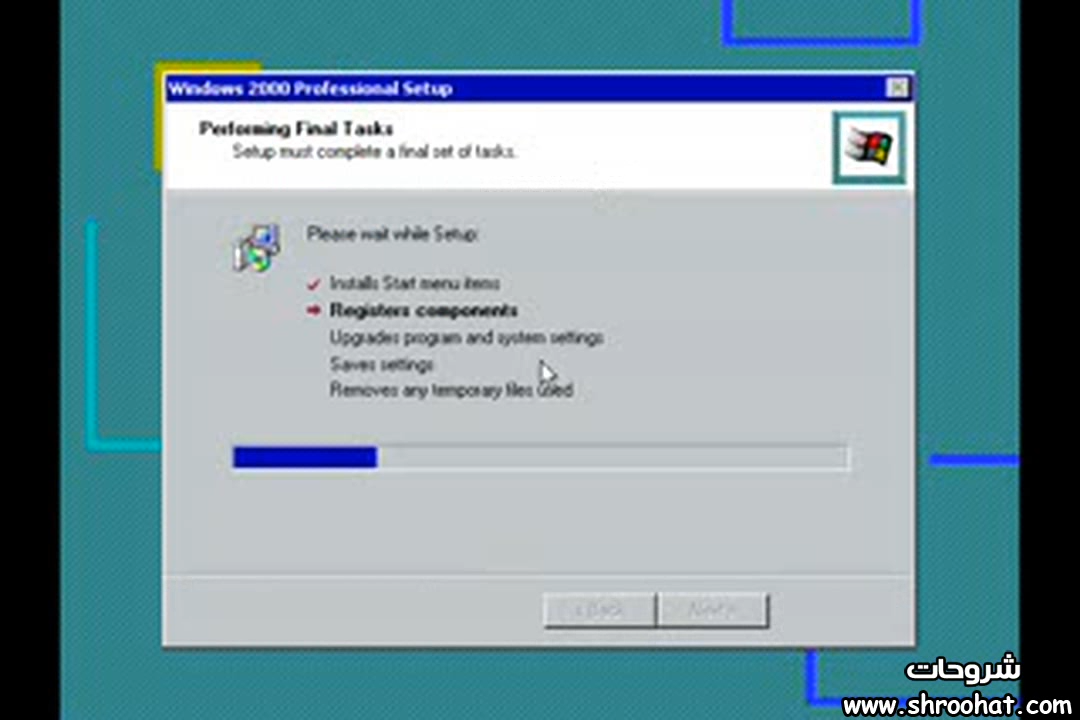 Windows 2000 Professional Setup
Performing Final Tasks
Setup must complete a final set of tasks.
Please wait while Setup:
Installs Start menu items
Registers components
Upgrades program and system settings
Saves settings
Removes any temporary files used
< Back
Next >
شروحات
www.shroohat.com